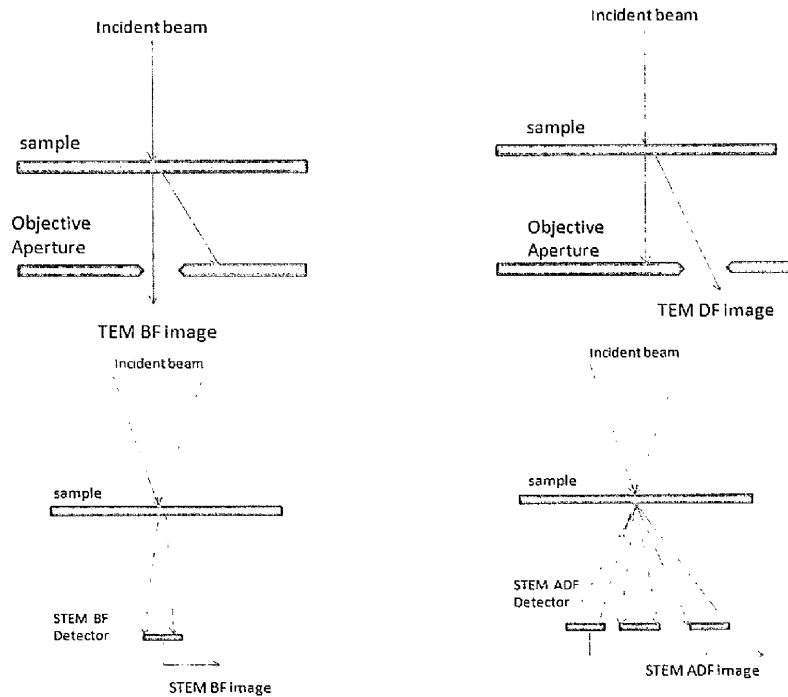 Incident beam
sample
Objective
Aperture
TEM BF image
Incident beam
sample
Objective
Aperture
TEM DF image
Incident beam
sample
STEM BF
Detector
STEM BF image
Incident beam
sample
STEM ADF
Detector
STEM ADF image